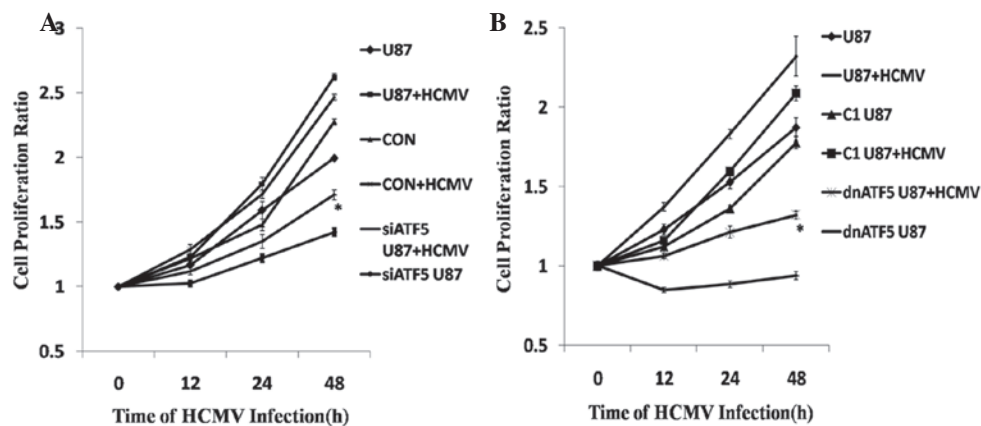 A
3
2.5
2
1.5
1
0.5
Cell Proliferation Ratio
0 12 24 48
Time of HCMV Infection(h)
*
U87
U87+HCMV
CON
CON+HCMV
siATF5
U87+HCMV
siATF5 U87
B
2.5
2
1.5
1
0.5
Cell Proliferation Ratio
0 12 24 48
Time of HCMV Infection(h)
*
U87
U87+HCMV
C1 U87
C1 U87+HCMV
dnATF5 U87+HCMV
dnATF5 U87